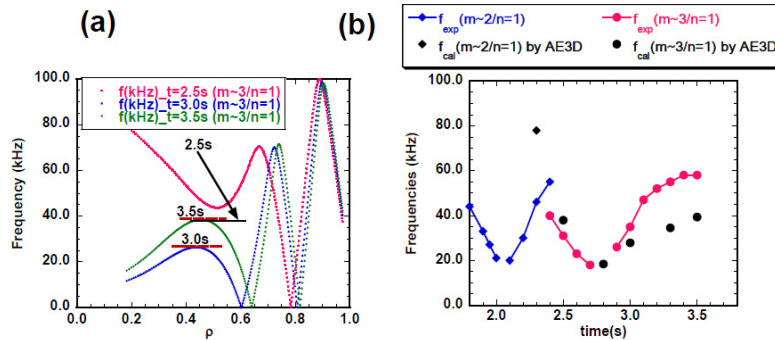 (a)
(b)
f_exp(m~2/n=1)
f_exp(m~3/n=1)
f_cal(m~2/n=1) by AE3D
f_cal(m~3/n=1) by AE3D
f(kHz)_t=2.5s (m~3/n=1)
f(kHz)_t=3.0s (m~3/n=1)
f(kHz)_t=3.5s (m~3/n=1)
2.5s
3.5s
3.0s
Frequency (kHz)
100.0
80.0
60.0
40.0
20.0
0.0
0.0 0.2 0.4 0.6 0.8 1.0
ρ
Frequencies (kHz)
100.0
80.0
60.0
40.0
20.0
0.0
2.0 2.5 3.0 3.5
time(s)